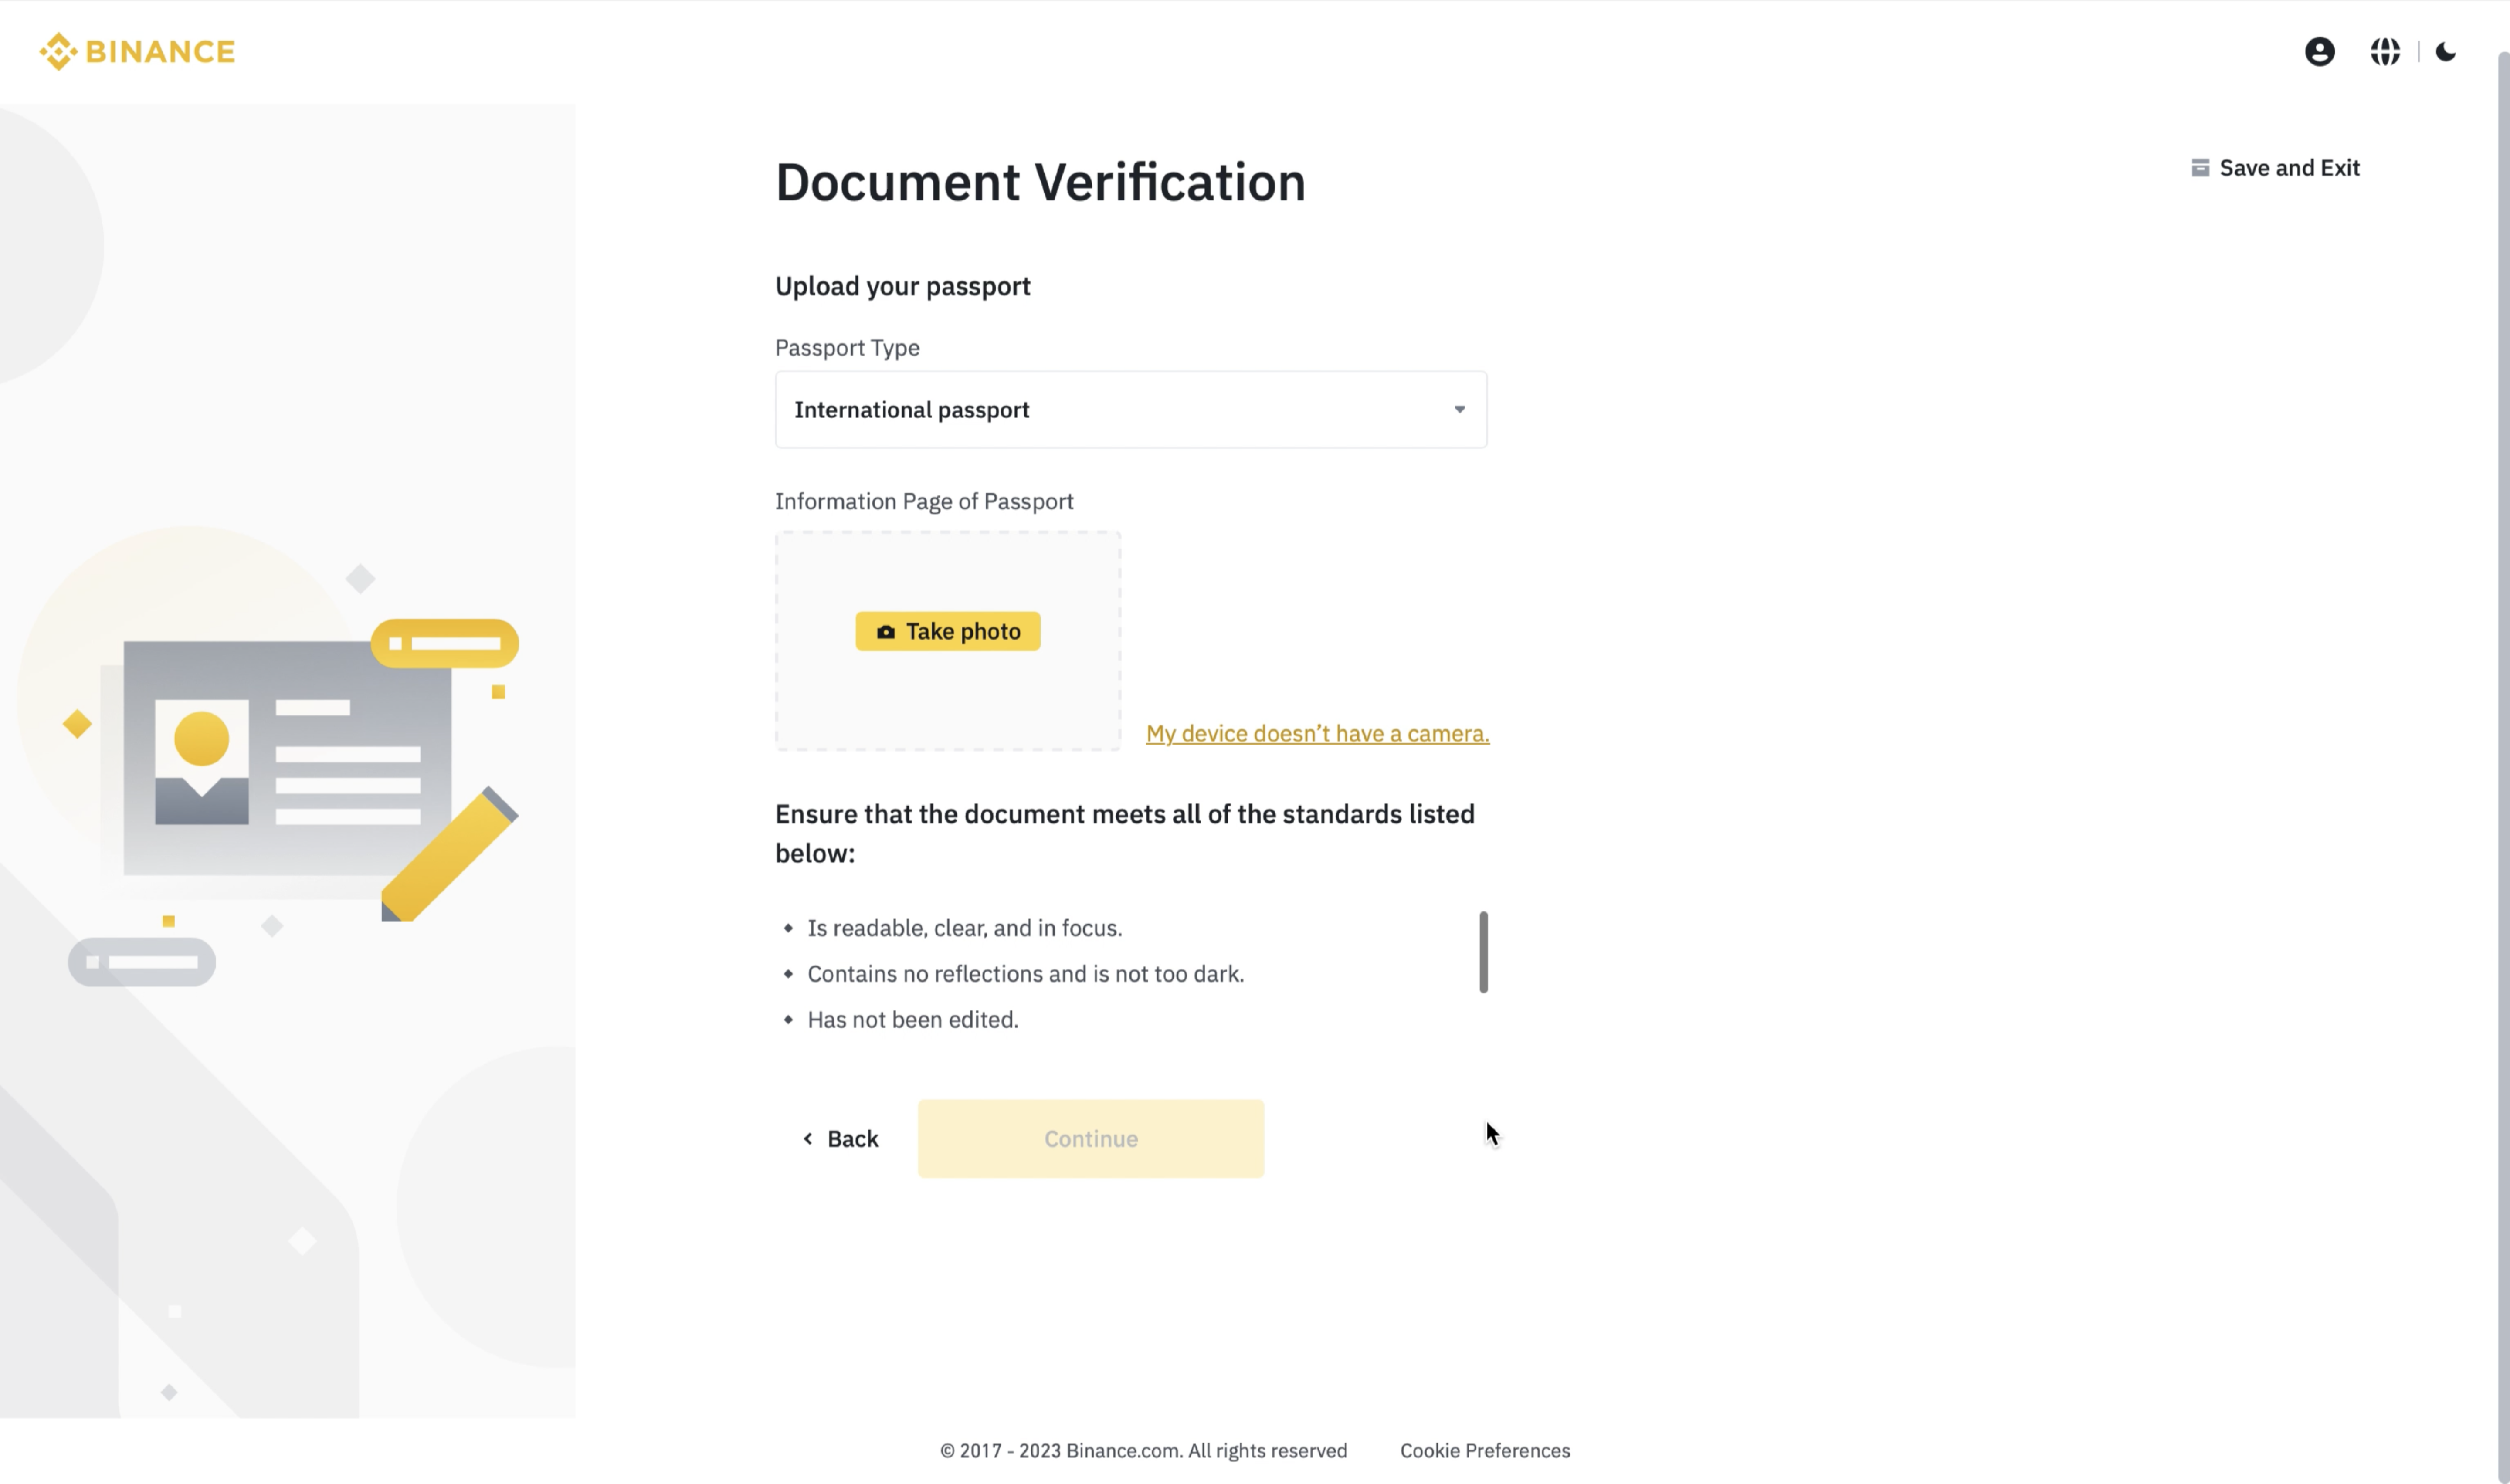 BINANCE
Document Verification
Save and Exit
Upload your passport
Passport Type
International passport
Information Page of Passport
Take photo
My device doesn’t have a camera.
Ensure that the document meets all of the standards listed
below:
Is readable, clear, and in focus.
Contains no reflections and is not too dark.
Has not been edited.
Back
Continue
© 2017 - 2023 Binance.com. All rights reserved
Cookie Preferences